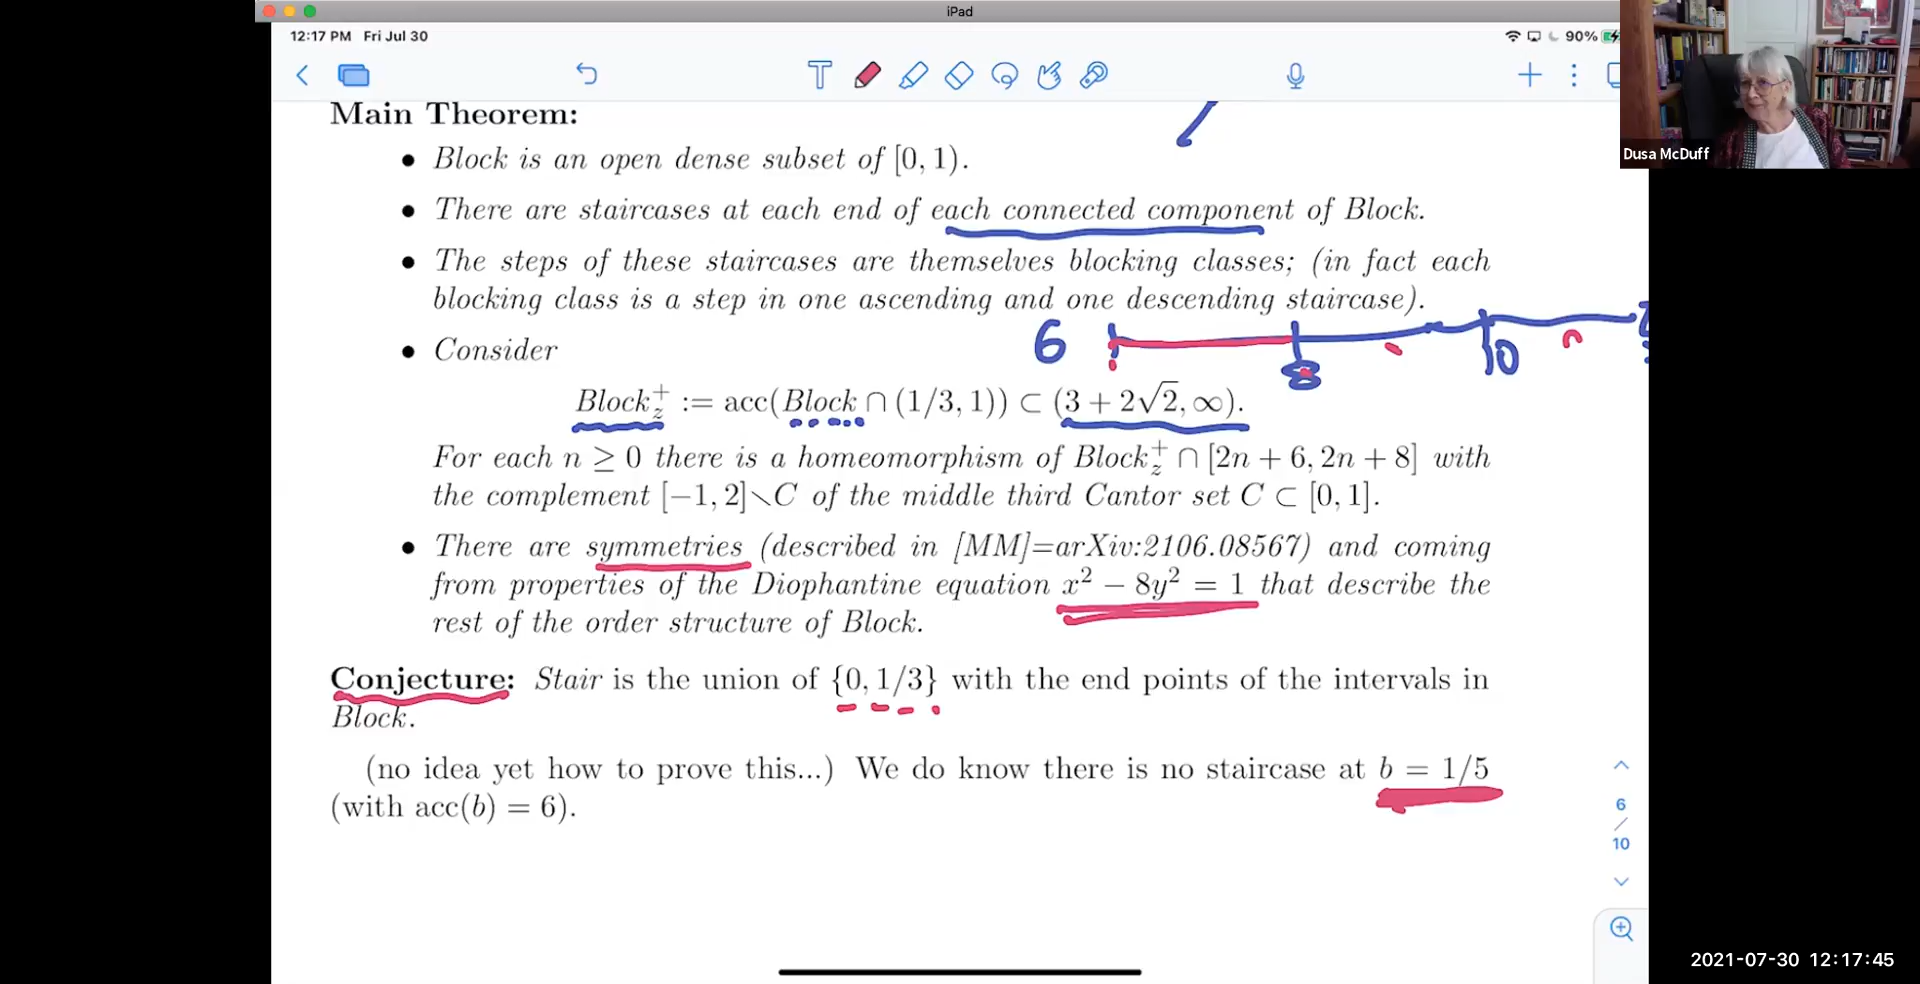 iPad
12:17 PM Fri Jul 30
90%
Dusa McDuff
Main Theorem:
• Block is an open dense subset of [0, 1).
• There are staircases at each end of each connected component of Block.
• The steps of these staircases are themselves blocking classes; (in fact each
blocking class is a step in one ascending and one descending staircase).
6 8 10
• Consider
Block_z^+ := acc(Block ∩ (1/3, 1)) ⊂ (3 + 2√2, ∞).
For each n ≥ 0 there is a homeomorphism of Block_z^+ ∩ [2n + 6, 2n + 8] with
the complement [−1, 2]∖C of the middle third Cantor set C ⊂ [0, 1].
• There are symmetries (described in [MM]=arXiv:2106.08567) and coming
from properties of the Diophantine equation x² − 8y² = 1 that describe the
rest of the order structure of Block.
Conjecture: Stair is the union of {0, 1/3} with the end points of the intervals in
Block.
(no idea yet how to prove this...) We do know there is no staircase at b = 1/5
(with acc(b) = 6).
6
/
10
2021-07-30 12:17:45